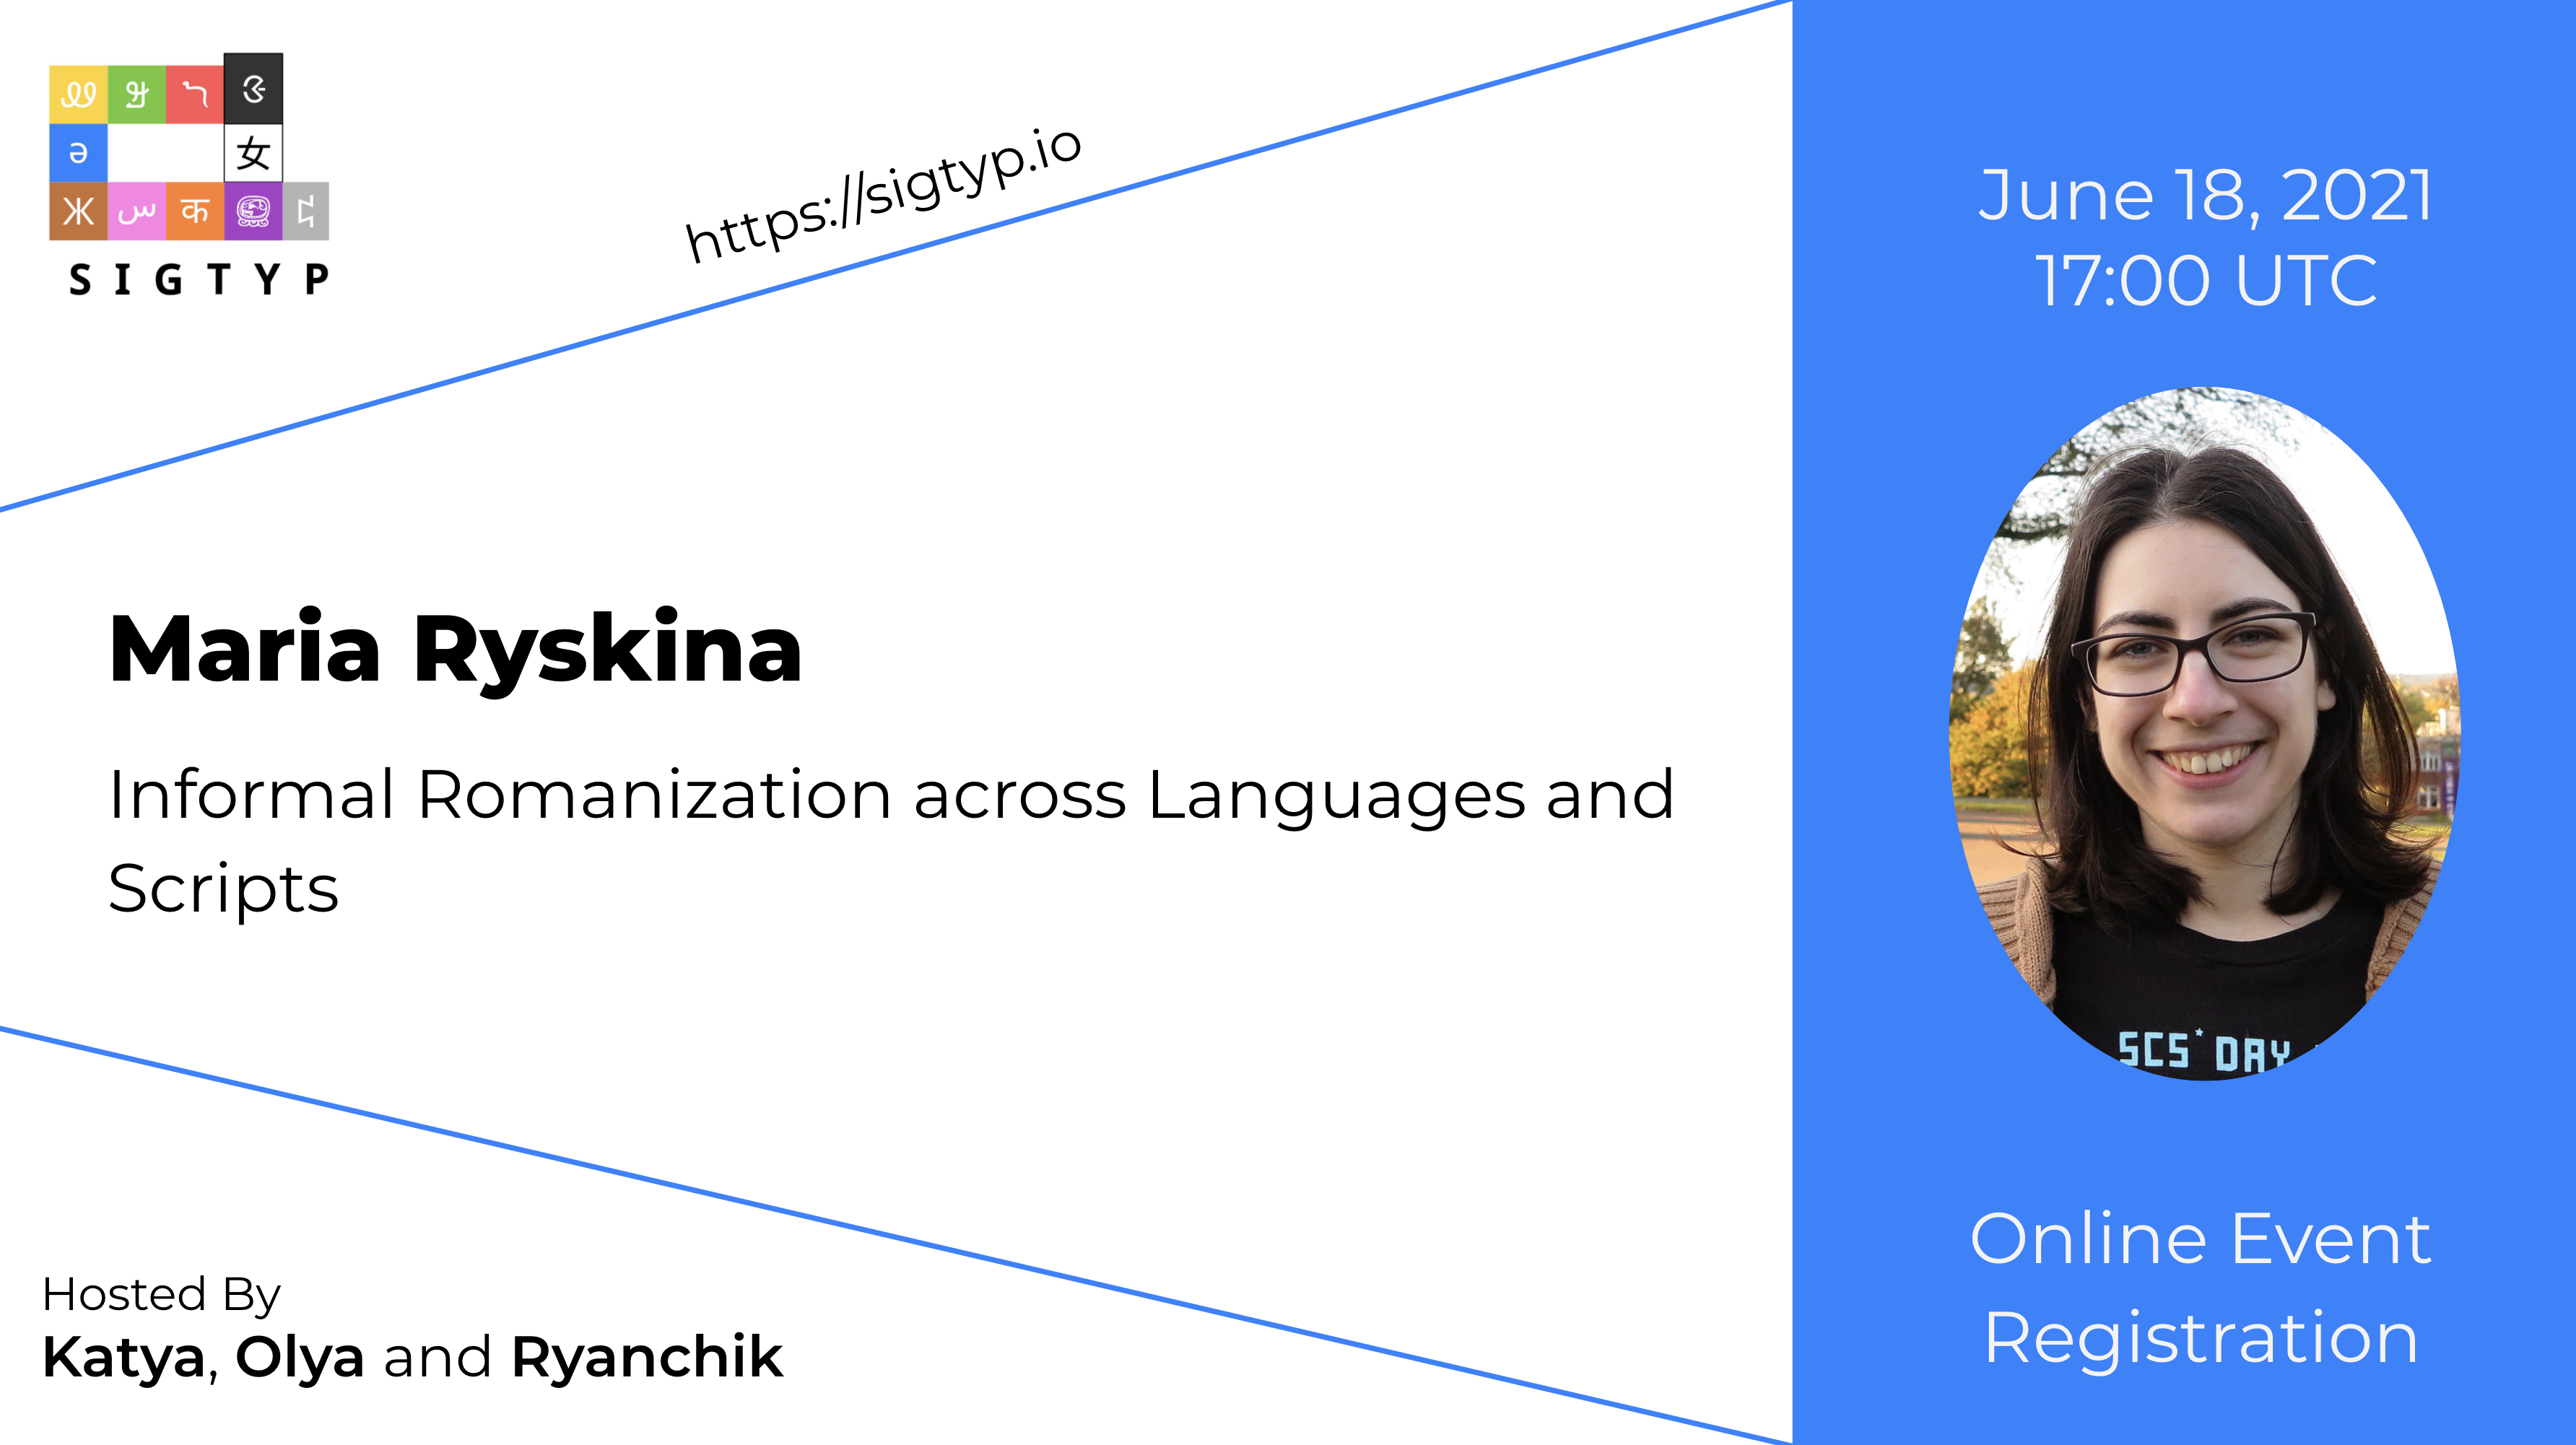 SIGTYP
https://sigtyp.io
Maria Ryskina
Informal Romanization across Languages and
Scripts
Hosted By
Katya, Olya and Ryanchik
June 18, 2021
17:00 UTC
SCS DAY
Online Event
Registration